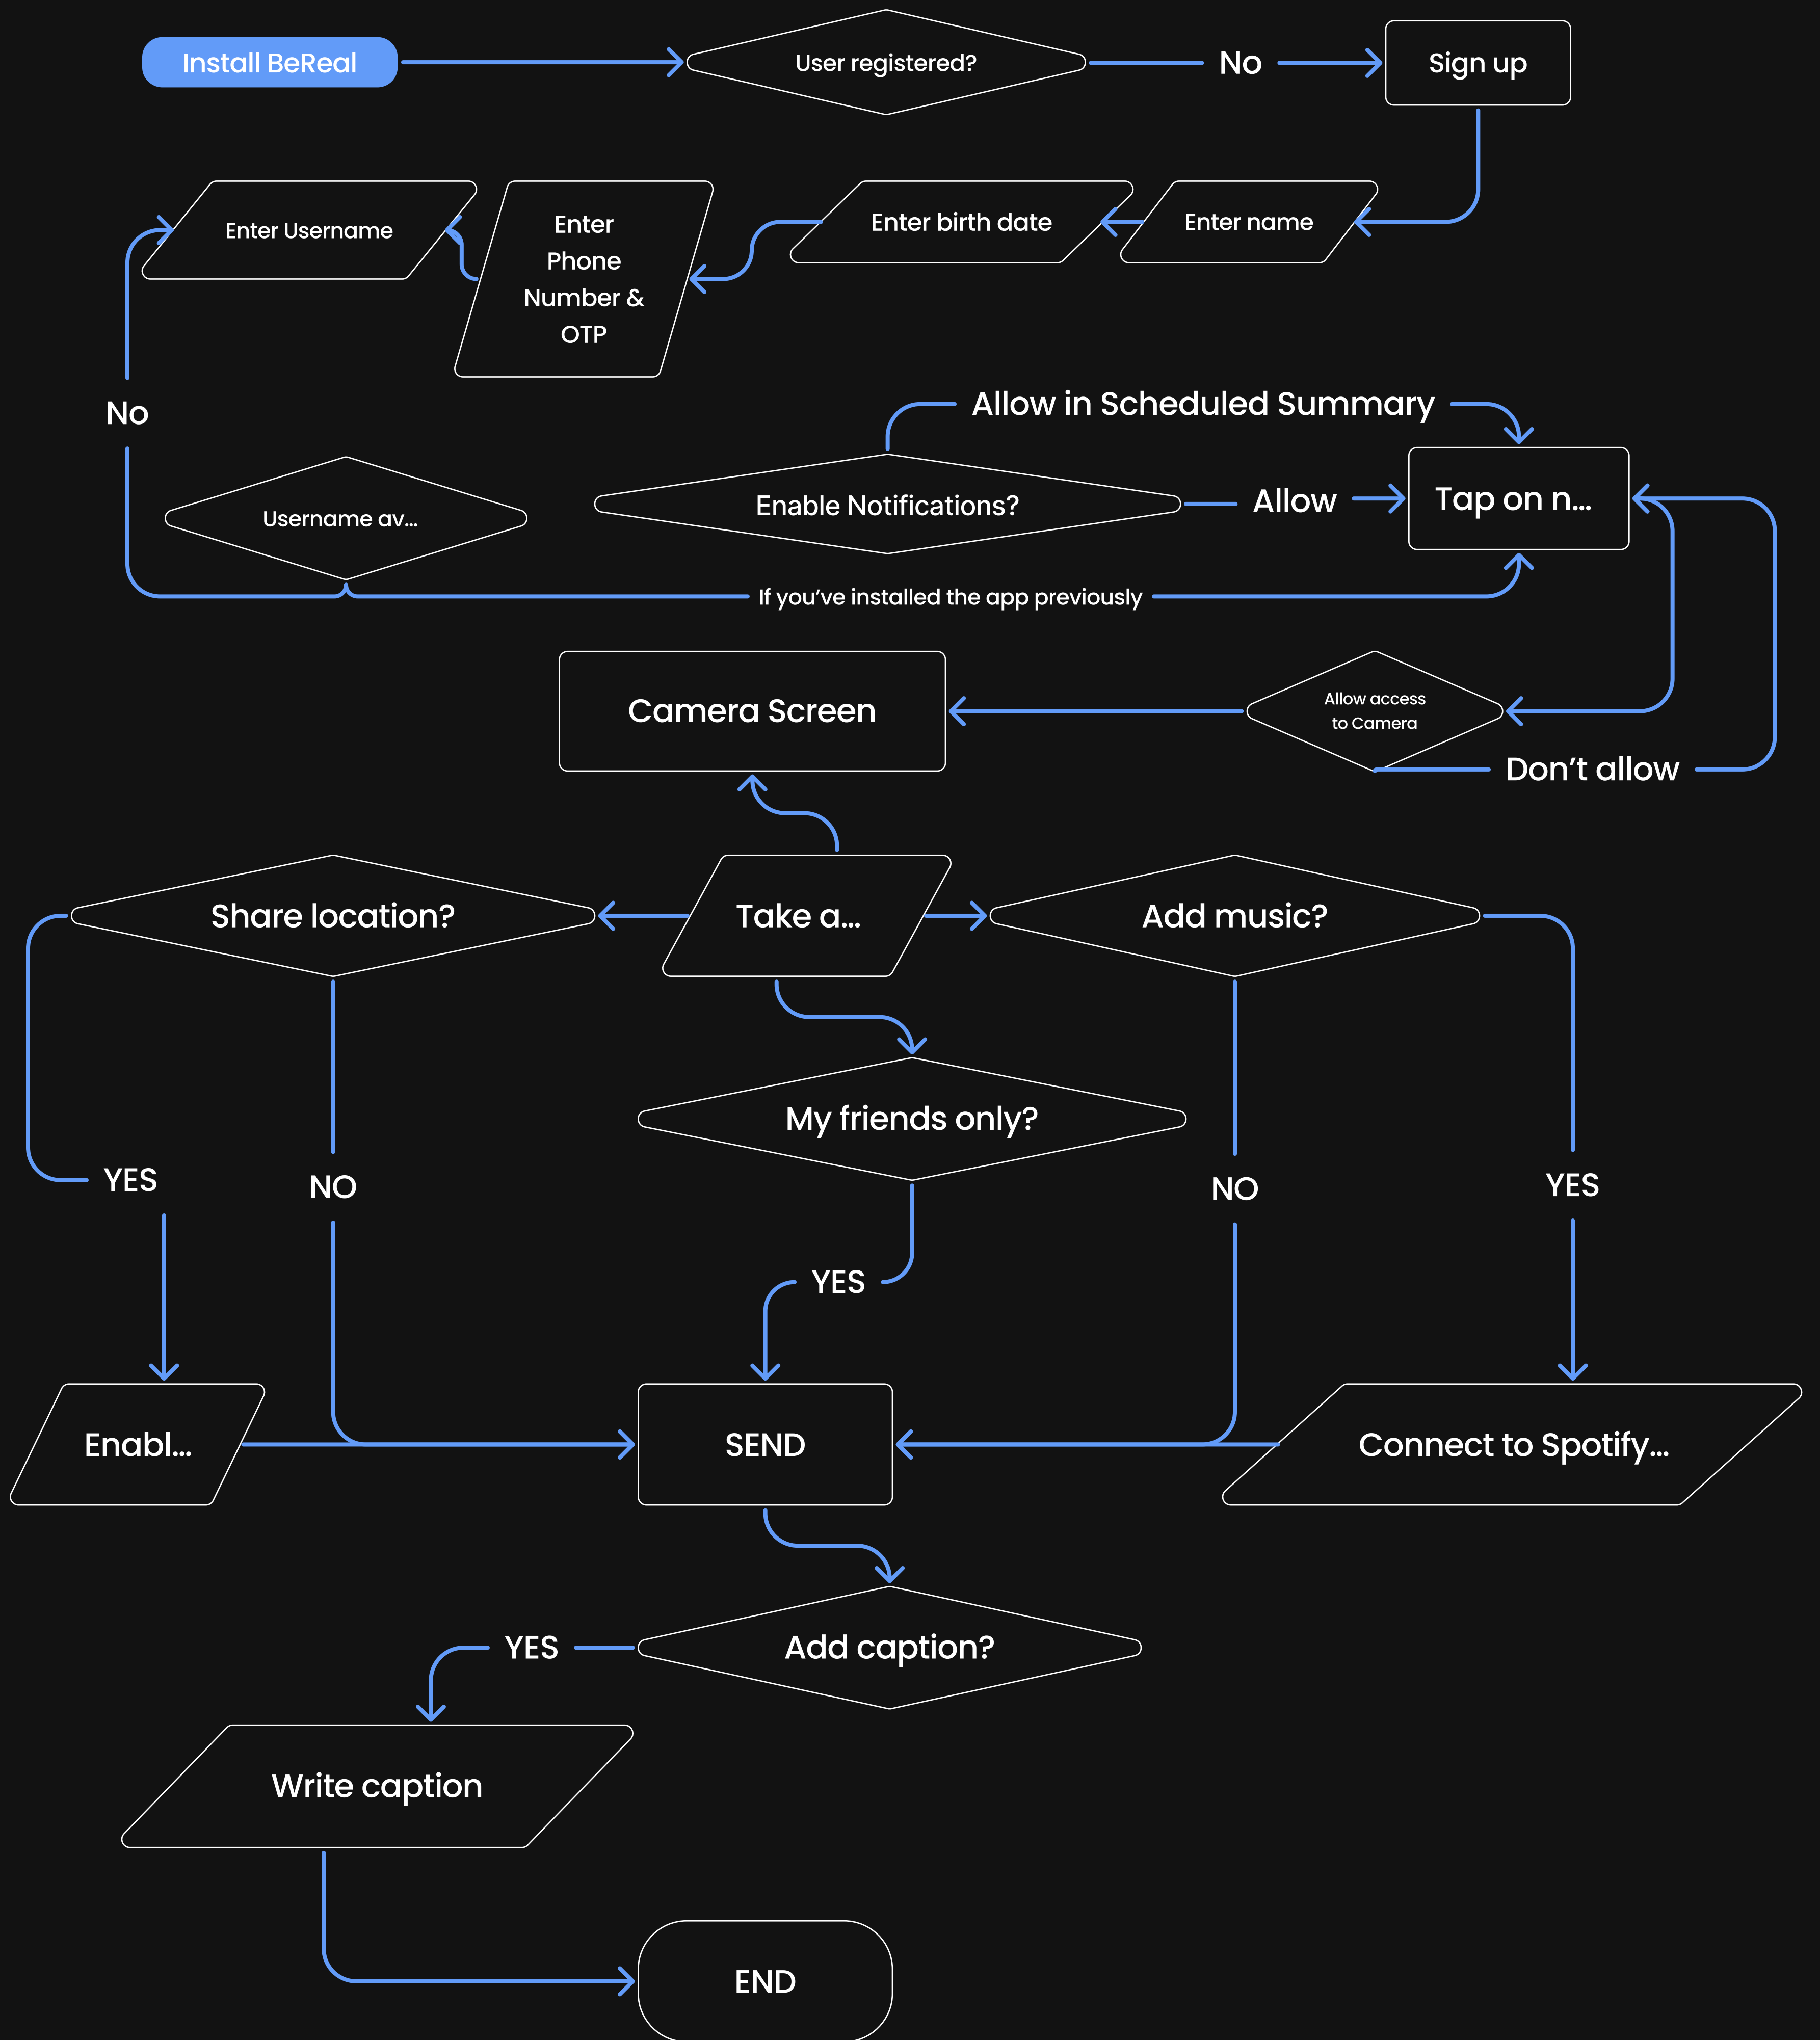 Install BeReal
User registered?
No
Sign up
Enter Username
Enter
Phone
Number &
OTP
Enter birth date
Enter name
No
Allow in Scheduled Summary
Username av...
Enable Notifications?
Allow
Tap on n...
If you’ve installed the app previously
Camera Screen
Allow access
to Camera
Don’t allow
Share location?
Take a...
Add music?
My friends only?
YES
NO
NO
YES
YES
Enabl...
SEND
Connect to Spotify...
YES
Add caption?
Write caption
END